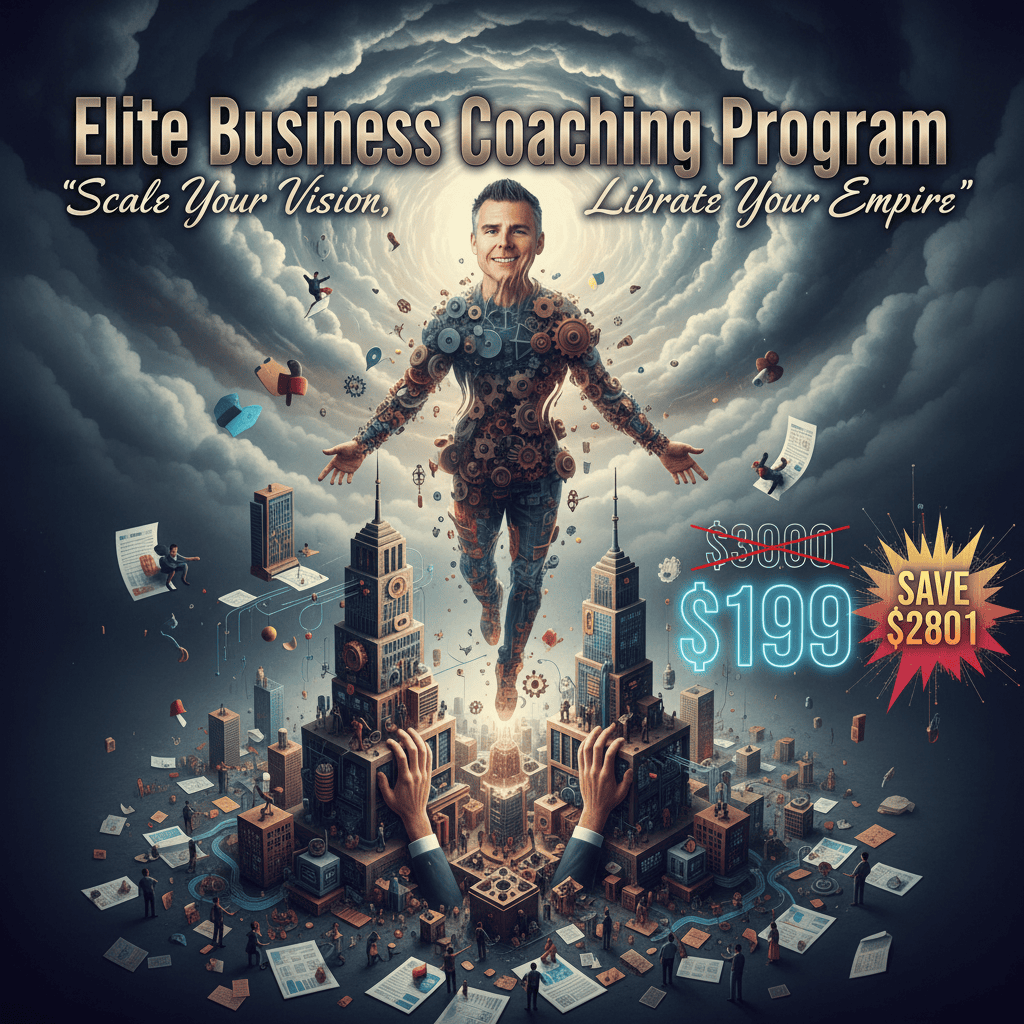 Elite Business Coaching Program
"Scale Your Vision, Librate Your Empire"
$3000
$199
SAVE
$2801